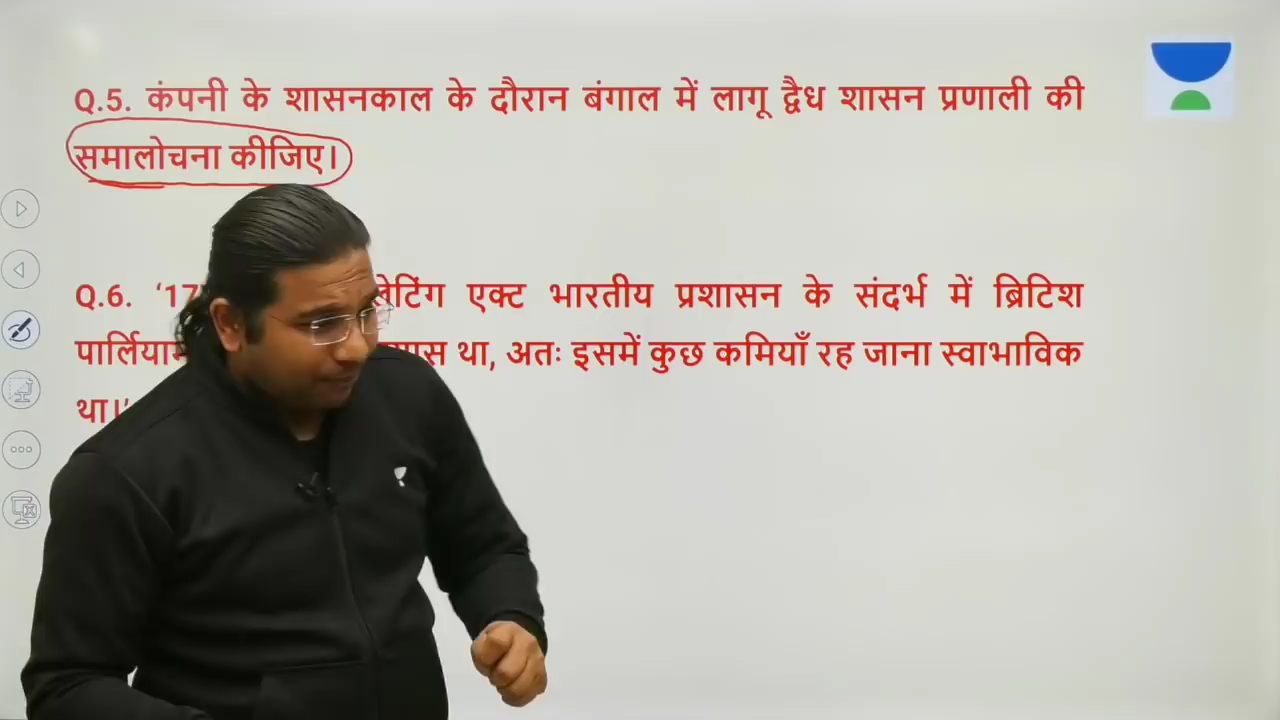 Q.5. कंपनी के शासनकाल के दौरान बंगाल में लागू द्वैध शासन प्रणाली की
समालोचना कीजिए।
Q.6. ‘17 एक्ट भारतीय प्रशासन के संदर्भ में ब्रिटिश
था, अतः इसमें कुछ कमियाँ रह जाना स्वाभाविक
था।’